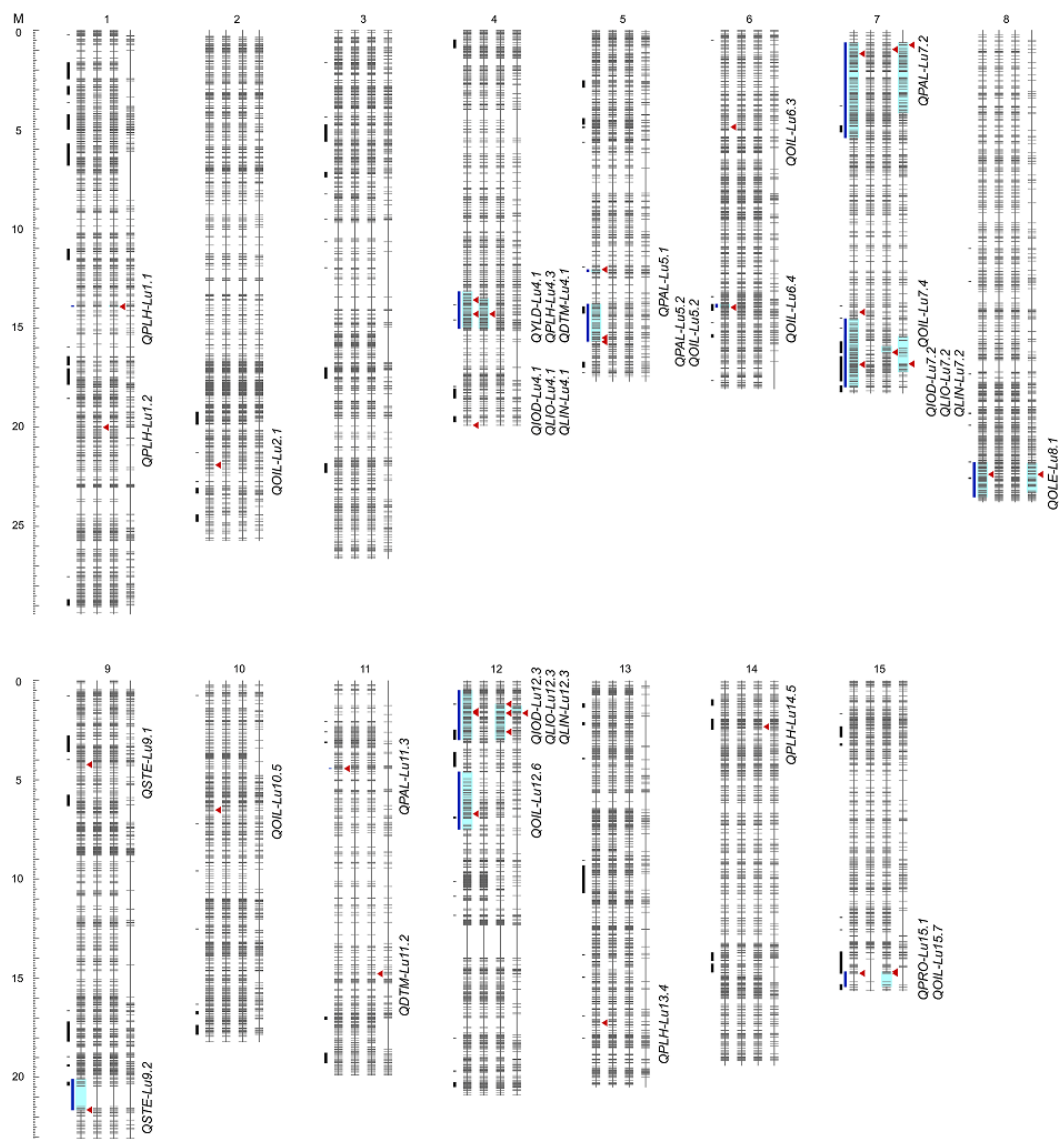 M
1
2
3
4
5
6
7
8
0
5
10
15
20
25
QPLH-Lu1.1
QPLH-Lu1.2
QOIL-Lu2.1
QYLD-Lu4.1
QPLH-Lu4.3
QDTM-Lu4.1
QIOD-Lu4.1
QLIO-Lu4.1
QLIN-Lu4.1
QPAL-Lu5.1
QPAL-Lu5.2
QOIL-Lu5.2
QOIL-Lu6.3
QOIL-Lu6.4
QPAL-Lu7.2
QOIL-Lu7.4
QIOD-Lu7.2
QLIO-Lu7.2
QLIN-Lu7.2
QOLE-Lu8.1
9
10
11
12
13
14
15
0
5
10
15
20
QSTE-Lu9.1
QSTE-Lu9.2
QOIL-Lu10.5
QPAL-Lu11.3
QDTM-Lu11.2
QIOD-Lu12.3
QLIO-Lu12.3
QLIN-Lu12.3
QOIL-Lu12.6
QPLH-Lu13.4
QPLH-Lu14.5
QPRO-Lu15.1
QOIL-Lu15.7